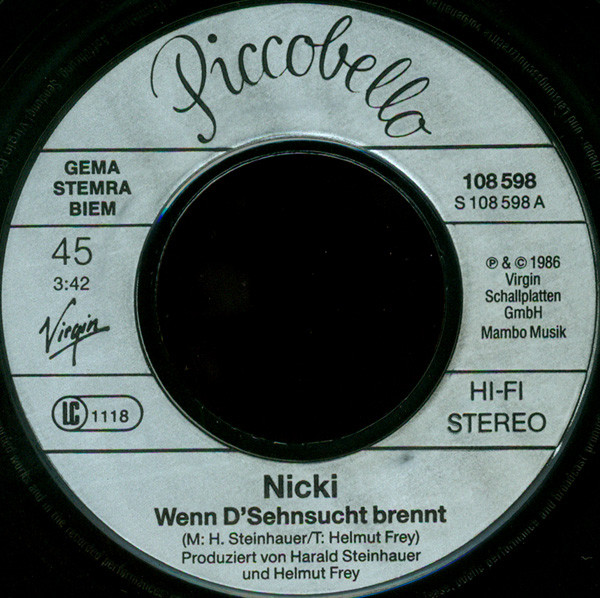 Piccobello
GEMA
STEMRA
BIEM
108 598
S 108 598 A
45
3:42
Virgin
℗ & © 1986
Virgin
Schallplatten
GmbH
Mambo Musik
LC 1118
HI-FI
STEREO
Nicki
Wenn D'Sehnsucht brennt
(M: H. Steinhauer/T: Helmut Frey)
Produziert von Harald Steinhauer
und Helmut Frey